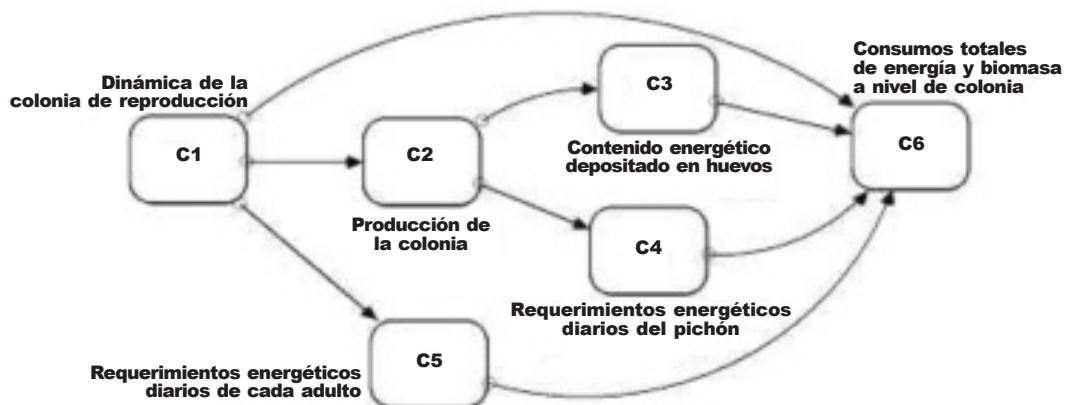 Dinámica de la
colonia de reproducción
C1
C2
Producción de
la colonia
C3
Contenido energético
depositado en huevos
C4
Requerimientos energéticos
diarios del pichón
C5
Requerimientos energéticos
diarios de cada adulto
Consumos totales
de energía y biomasa
a nivel de colonia
C6